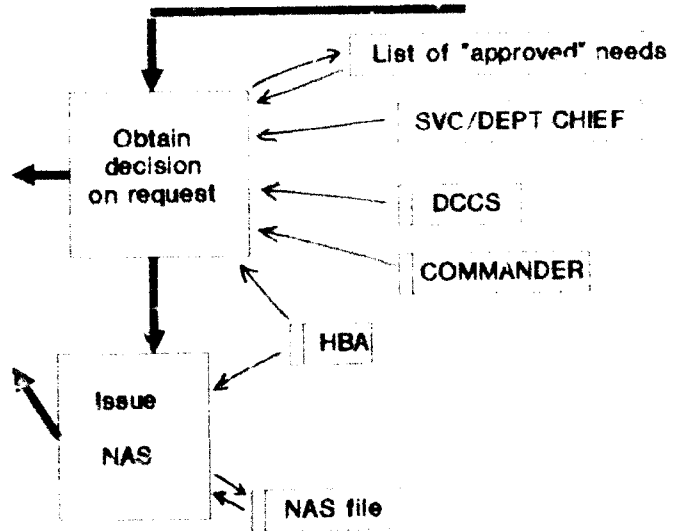 List of "approved" needs
SVC/DEPT CHIEF
Obtain
decision
on request
DCCS
COMMANDER
HBA
Issue
NAS
NAS file